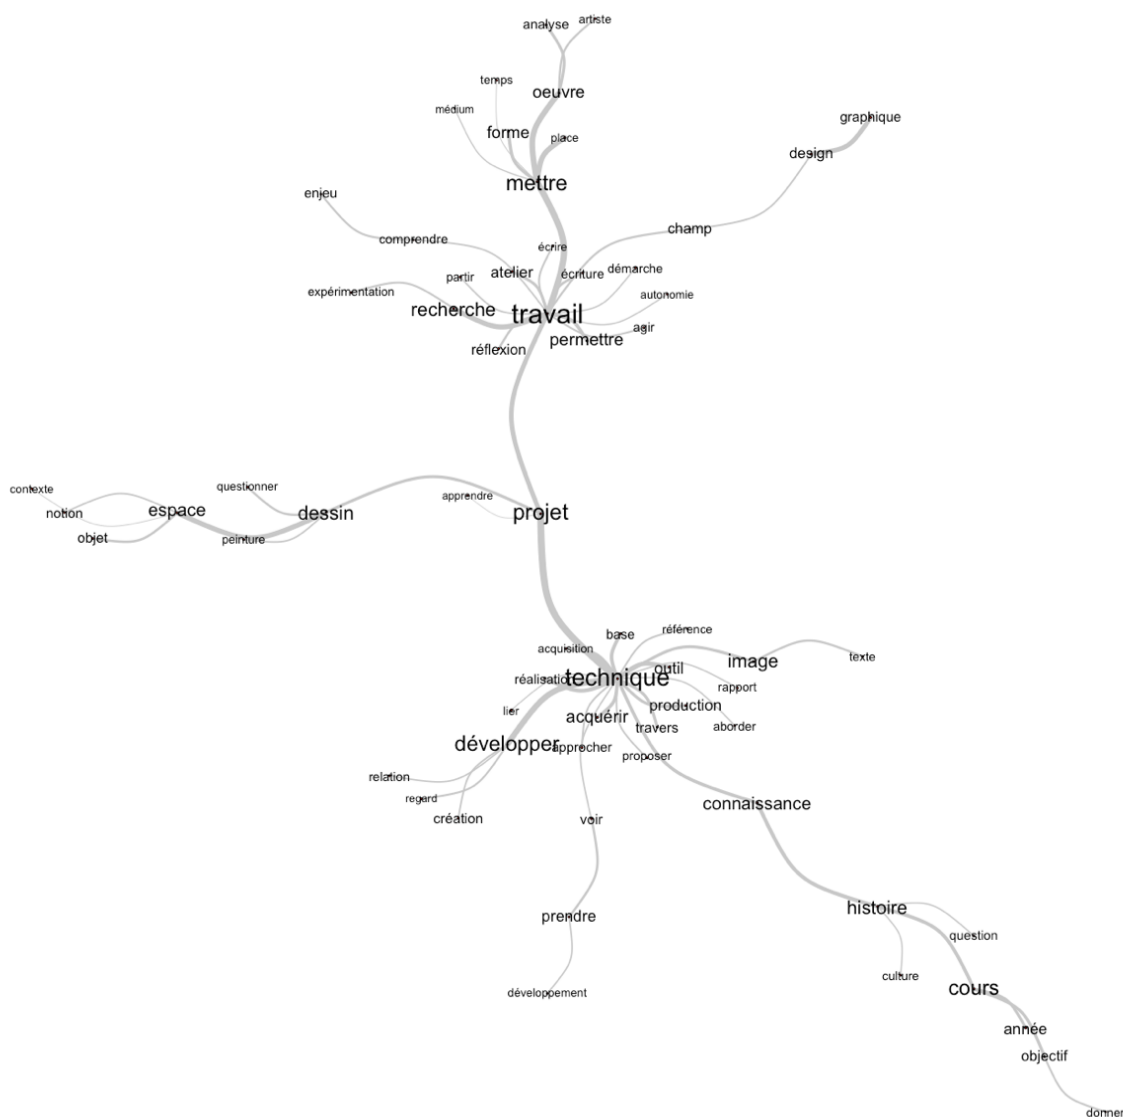 artiste
analyse
temps
oeuvre
médium
graphique
forme
place
design
mettre
enjeu
champ
comprendre
écrire
atelier
écriture
démarche
partir
expérimentation
autonomie
recherche
travail
agir
permettre
réflexion
contexte
questionner
apprendre
notion
espace
dessin
projet
objet
peinture
base
référence
acquisition
texte
image
technique
outil
réalisation
rapport
lier
acquérir
production
travers
aborder
développer
approcher
proposer
relation
regard
création
voir
connaissance
prendre
histoire
question
culture
développement
cours
année
objectif
donner